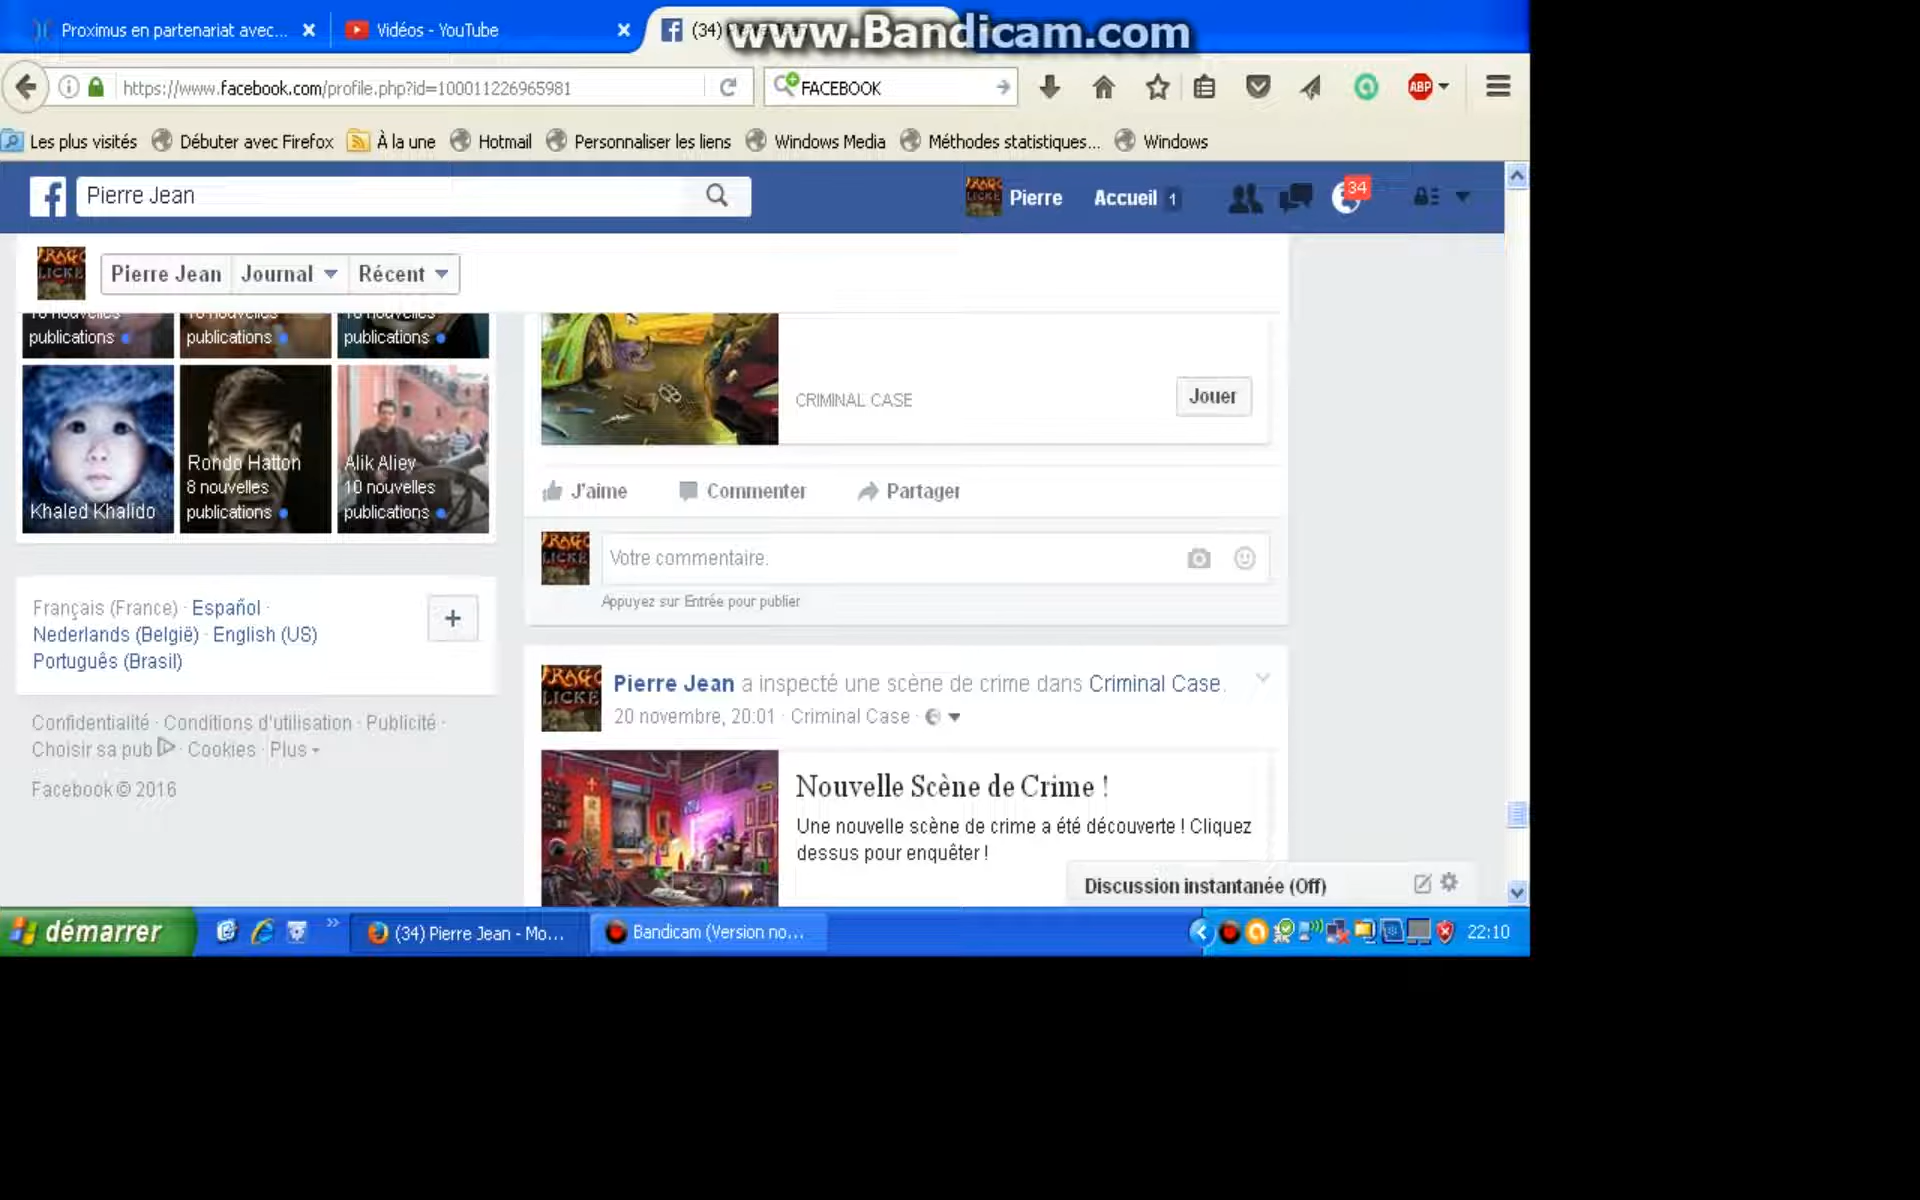 Proximus en partenariat avec...
Vidéos - YouTube
(34)
www.Bandicam.com
https://www.facebook.com/profile.php?id=100011226965981
FACEBOOK
ABP
Les plus visités
Débuter avec Firefox
À la une
Hotmail
Personnaliser les liens
Windows Media
Méthodes statistiques...
Windows
Pierre Jean
Pierre
Accueil 1
34
Pierre Jean
Journal
Récent
publications
publications
publications
Khaled Khalido
Rondo Hatton
8 nouvelles
publications
Alik Aliev
10 nouvelles
publications
CRIMINAL CASE
Jouer
J'aime
Commenter
Partager
Votre commentaire.
Appuyez sur Entrée pour publier
Français (France) · Español ·
Nederlands (België) · English (US)
Português (Brasil)
+
Confidentialité · Conditions d'utilisation · Publicité ·
Choisir sa pub · Cookies · Plus
Facebook © 2016
Pierre Jean a inspecté une scène de crime dans Criminal Case.
20 novembre, 20:01 · Criminal Case ·
Nouvelle Scène de Crime !
Une nouvelle scène de crime a été découverte ! Cliquez
dessus pour enquêter !
Discussion instantanée (Off)
démarrer
(34) Pierre Jean - Mo...
Bandicam (Version no...
22:10